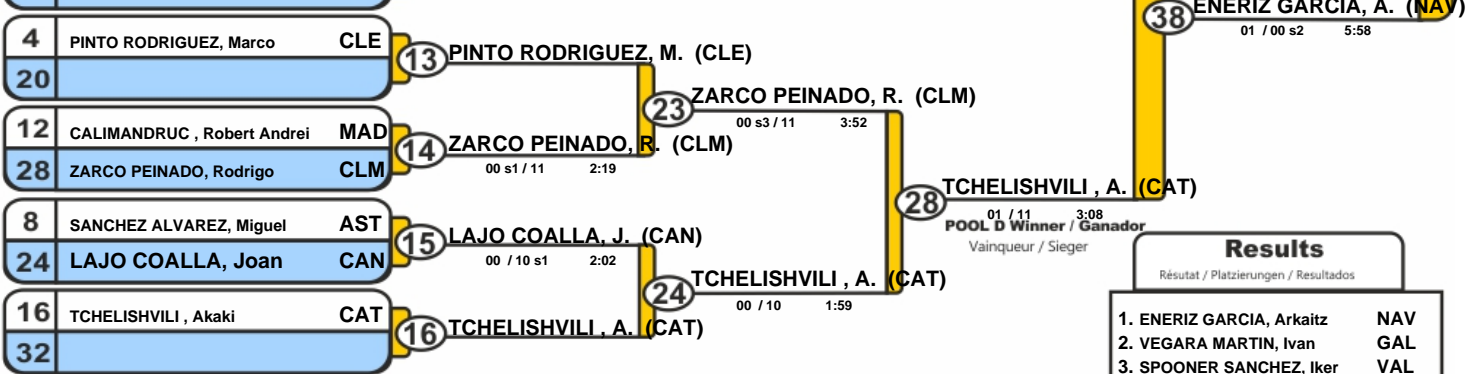 38 ENERIZ GARCIA, A. (NAV)
01 / 00 s2 5:58
4 PINTO RODRIGUEZ, Marco CLE
20
13 PINTO RODRIGUEZ, M. (CLE)
23 ZARCO PEINADO, R. (CLM)
00 s3 / 11 3:52
12 CALIMANDRUC , Robert Andrei MAD
28 ZARCO PEINADO, Rodrigo CLM
14 ZARCO PEINADO, R. (CLM)
00 s1 / 11 2:19
28 TCHELISHVILI , A. (CAT)
01 / 11 3:08
POOL D Winner / Ganador
Vainqueur / Sieger
8 SANCHEZ ALVAREZ, Miguel AST
24 LAJO COALLA, Joan CAN
15 LAJO COALLA, J. (CAN)
00 / 10 s1 2:02
24 TCHELISHVILI , A. (CAT)
00 / 10 1:59
16 TCHELISHVILI , Akaki CAT
32
16 TCHELISHVILI , A. (CAT)
Results
Résutat / Platzierungen / Resultados
1. ENERIZ GARCIA, Arkaitz NAV
2. VEGARA MARTIN, Ivan GAL
3. SPOONER SANCHEZ, Iker VAL